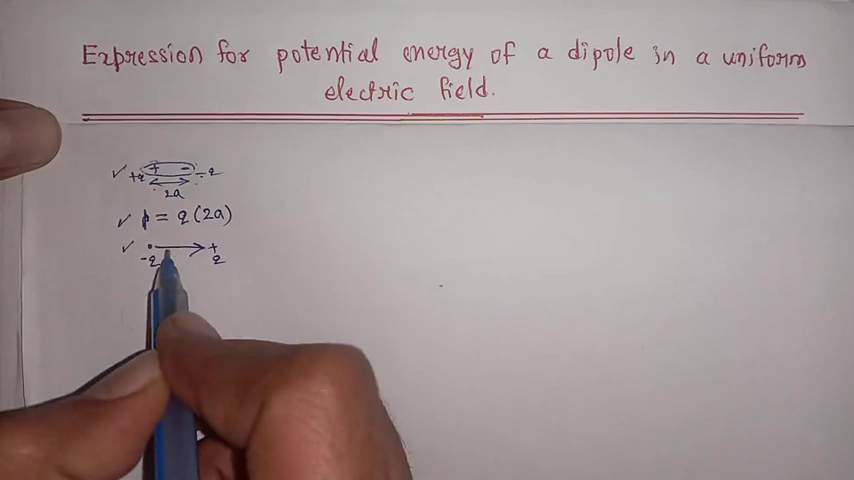 Expression for potential energy of a dipole in a uniform
electric field.
✓ +q + - -q
2a
✓ p = q (2a)
✓ +
-q q